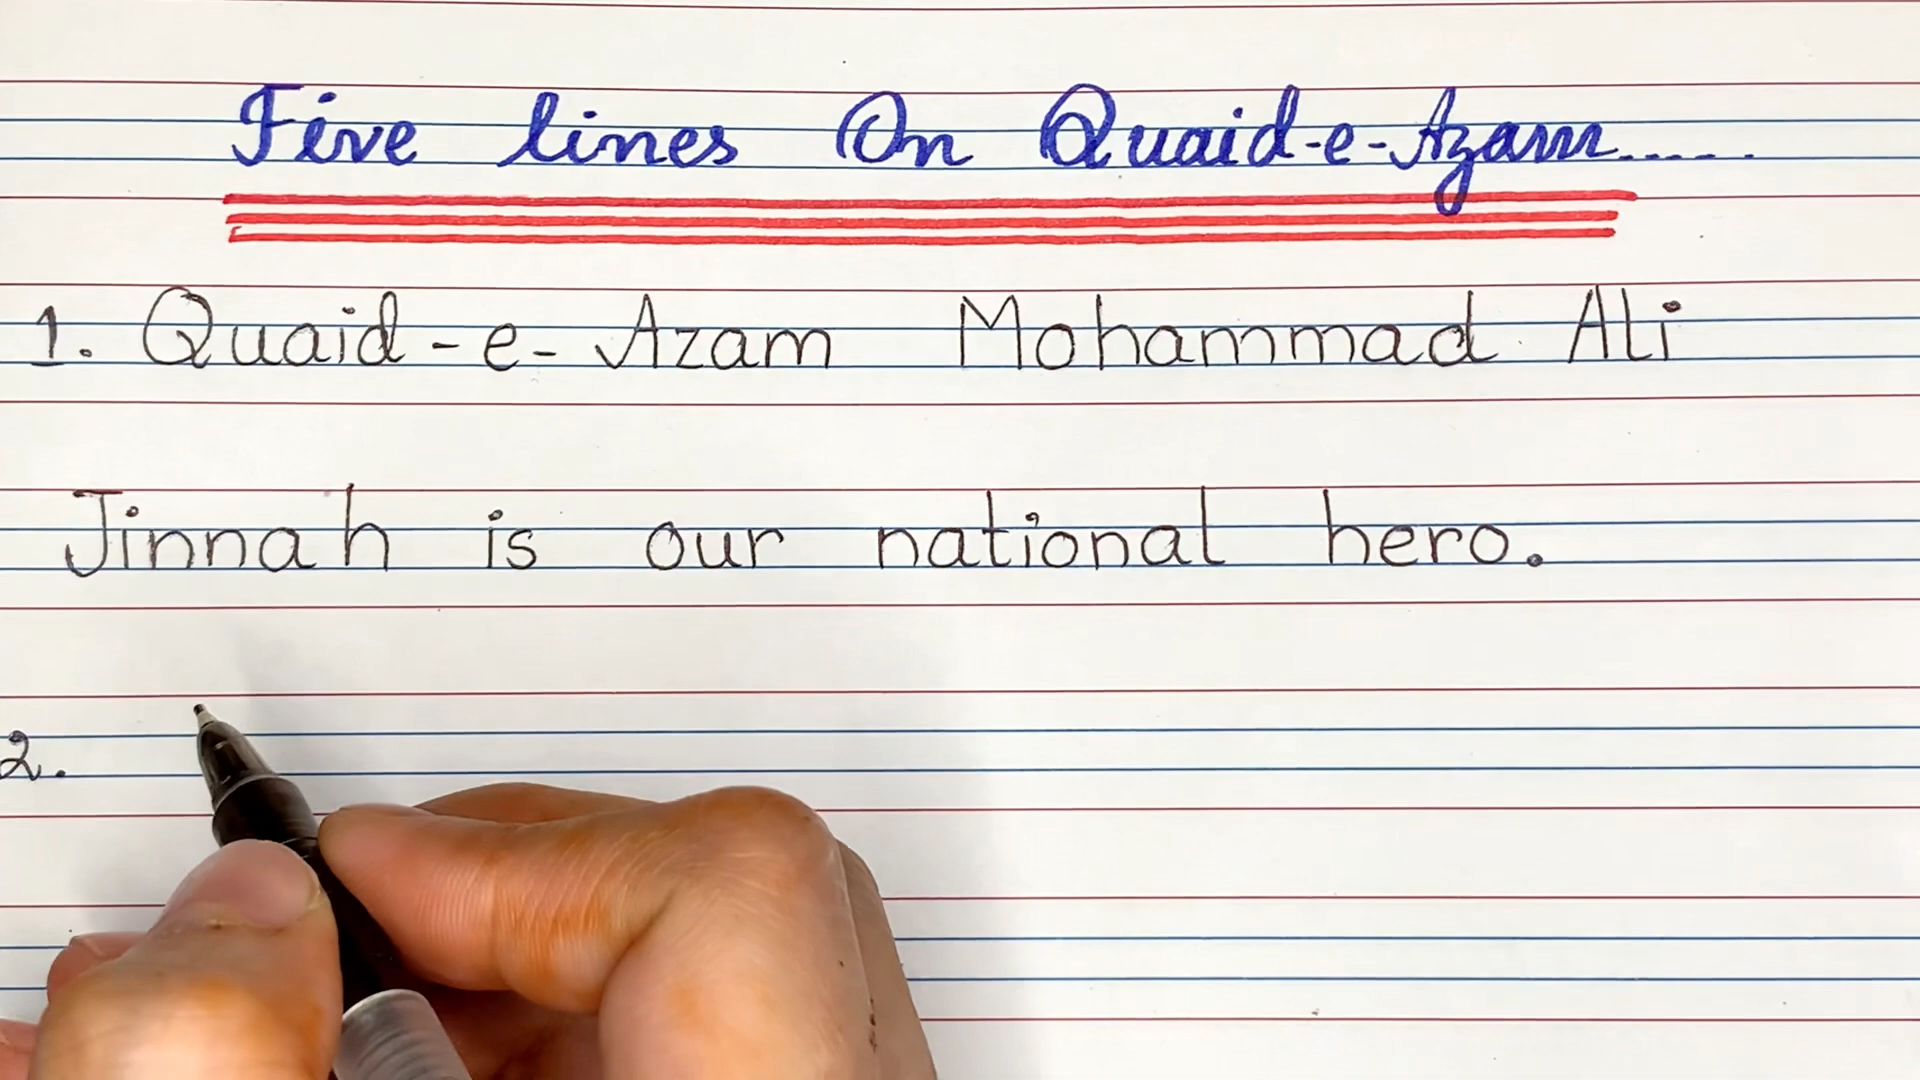 Five lines On Quaid-e-Azam......
1. Quaid-e-Azam Mohammad Ali
Jinnah is our national hero.
2.